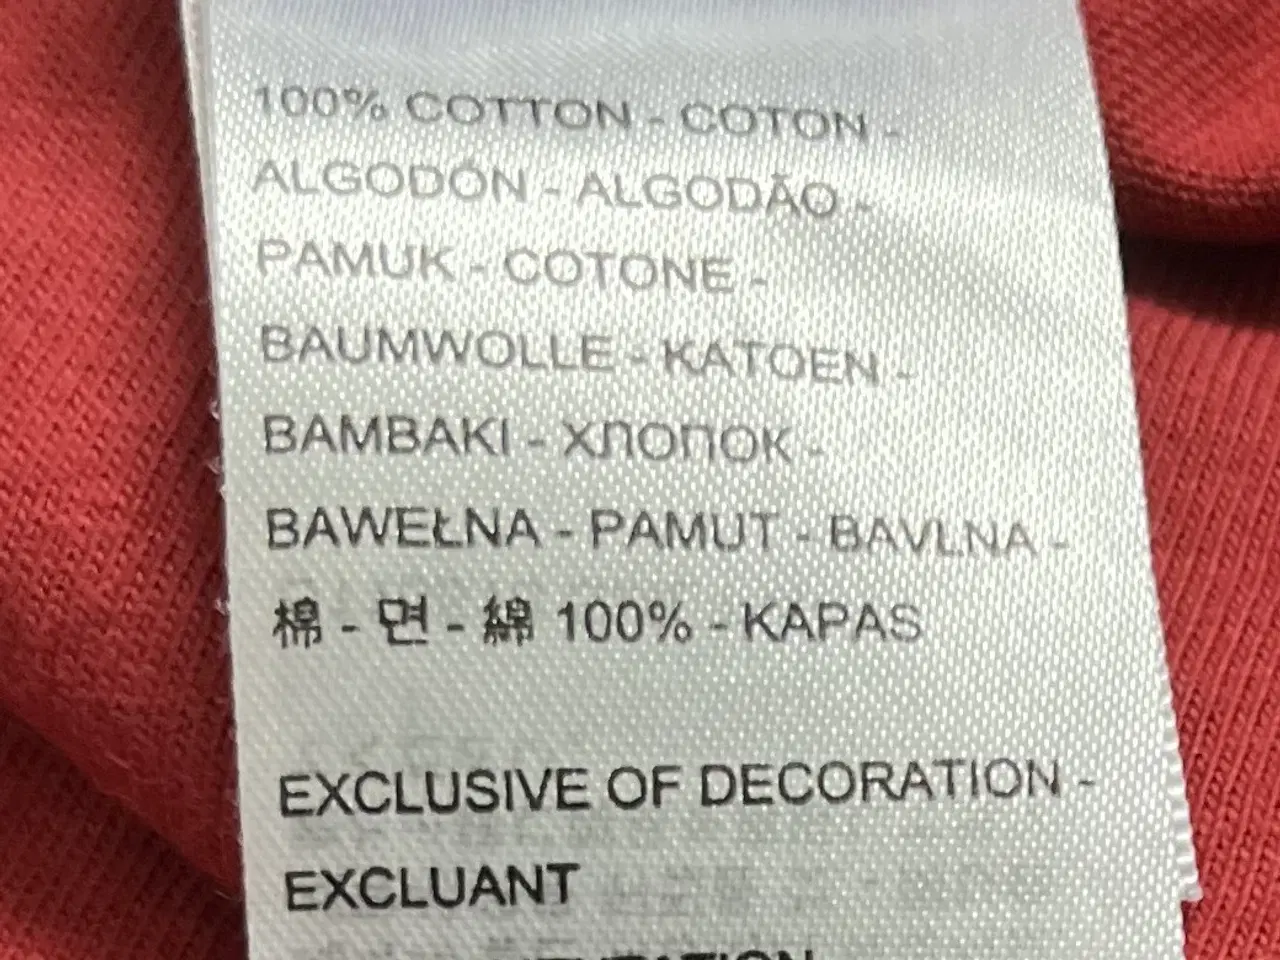 100% COTTON - COTON -
ALGODÓN - ALGODÃO -
PAMUK - COTONE -
BAUMWOLLE - KATOEN -
BAMBAKI - ХЛОПОК -
BAWEŁNA - PAMUT - BAVLNA -
棉 - 면 - 綿 100% - KAPAS
EXCLUSIVE OF DECORATION -
EXCLUANT